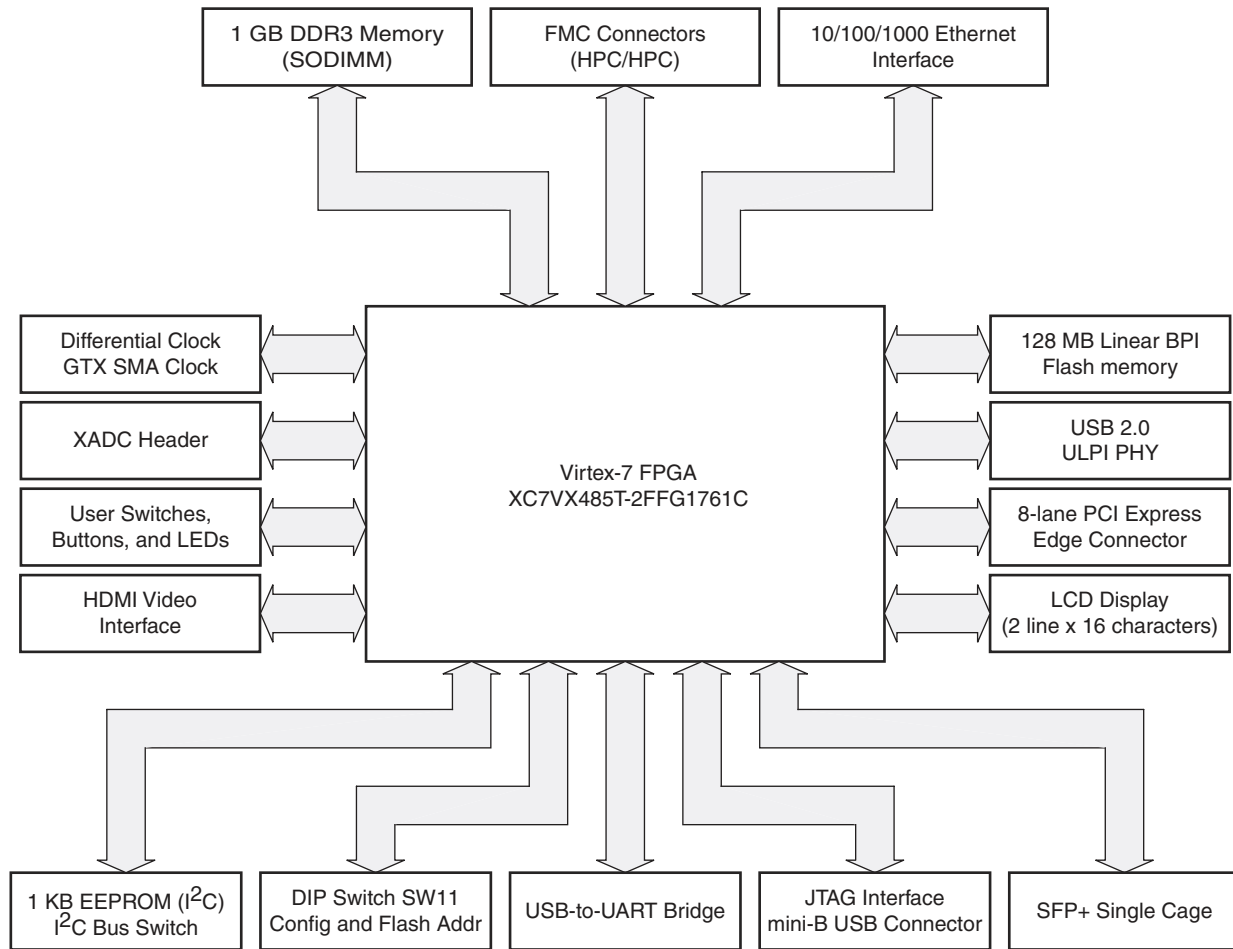 1 GB DDR3 Memory
(SODIMM)
FMC Connectors
(HPC/HPC)
10/100/1000 Ethernet
Interface
Differential Clock
GTX SMA Clock
XADC Header
User Switches,
Buttons, and LEDs
HDMI Video
Interface
Virtex-7 FPGA
XC7VX485T-2FFG1761C
128 MB Linear BPI
Flash memory
USB 2.0
ULPI PHY
8-lane PCI Express
Edge Connector
LCD Display
(2 line x 16 characters)
1 KB EEPROM (I²C)
I²C Bus Switch
DIP Switch SW11
Config and Flash Addr
USB-to-UART Bridge
JTAG Interface
mini-B USB Connector
SFP+ Single Cage